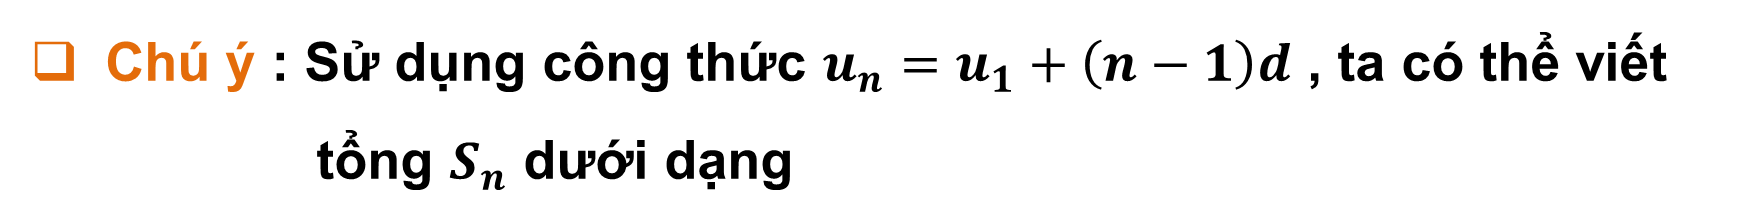 ❑ Chú ý : Sử dụng công thức uₙ = u₁ + (n − 1)d , ta có thể viết
tổng Sₙ dưới dạng